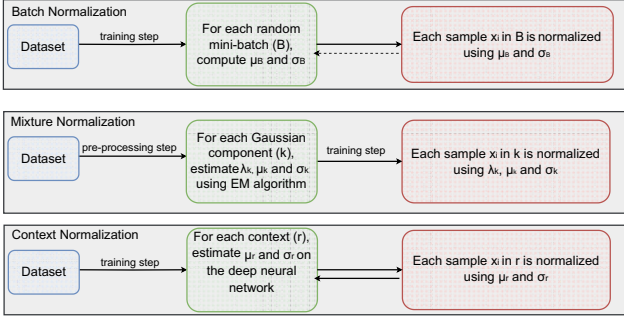 Batch Normalization
Dataset
training step
For each random
mini-batch (B),
compute μB and σB
Each sample xi in B is normalized
using μB and σB
Mixture Normalization
Dataset
pre-processing step
For each Gaussian
component (k),
estimate λk, μk and σk
using EM algorithm
training step
Each sample xi in k is normalized
using λk, μk and σk
Context Normalization
Dataset
training step
For each context (r),
estimate μr and σr on
the deep neural
network
Each sample xi in r is normalized
using μr and σr